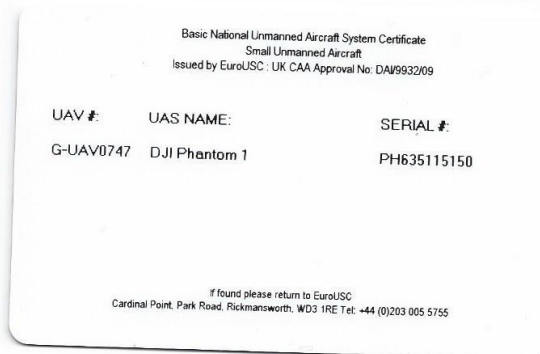 Basic National Unmanned Aircraft System Certificate
Small Unmanned Aircraft
Issued by EuroUSC : UK CAA Approval No: DAI/9932/09
UAV #: UAS NAME: SERIAL #:
G-UAV0747 DJI Phantom 1 PH635115150
If found please return to EuroUSC
Cardinal Point, Park Road, Rickmansworth, WD3 1RE Tel: +44 (0)203 005 5755